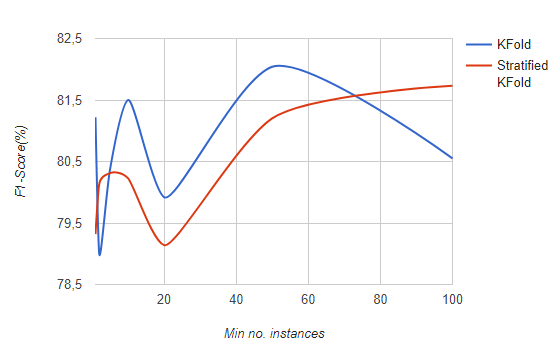 82,5
81,5
80,5
79,5
78,5
F1-Score(%)
20
40
60
80
100
Min no. instances
KFold
Stratified
KFold